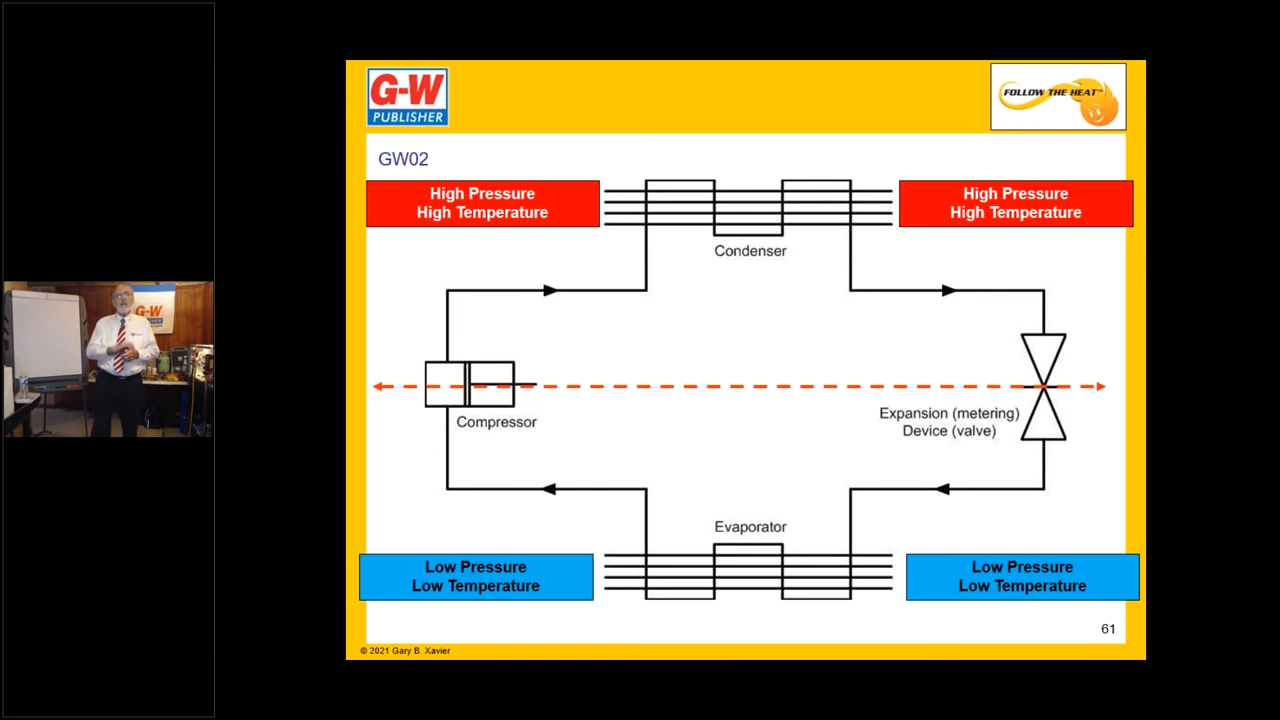 G-W
PUBLISHER
FOLLOW THE HEAT™
GW02
High Pressure
High Temperature
High Pressure
High Temperature
Condenser
Compressor
Expansion (metering)
Device (valve)
Evaporator
Low Pressure
Low Temperature
Low Pressure
Low Temperature
61
© 2021 Gary B. Xavier
G-W